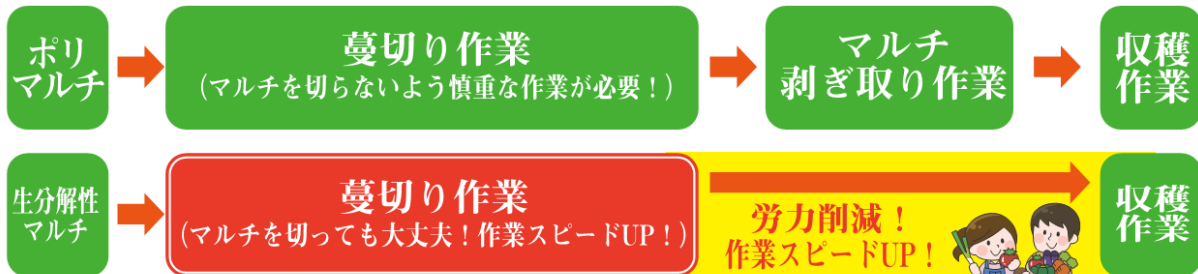 ポリ
マルチ
蔓切り作業
(マルチを切らないよう慎重な作業が必要！)
マルチ
剥ぎ取り作業
収穫
作業
生分解性
マルチ
蔓切り作業
(マルチを切っても大丈夫！作業スピードUP！)
労力削減！
作業スピードUP！
収穫
作業